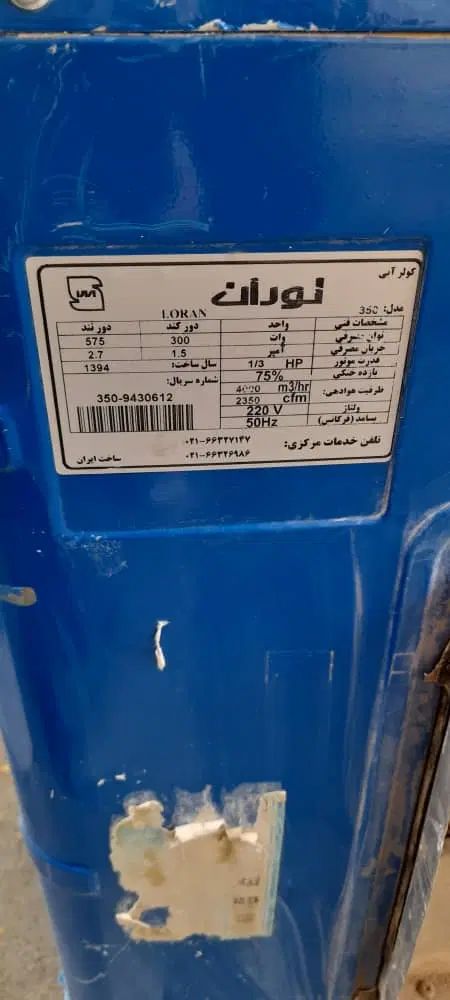 کولر آبی
لورآن
LORAN
مدل: 350
مشخصات فنی واحد دور کند دور تند
توان مصرفی وات 300 575
جریان مصرفی آمپر 1.5 2.7
قدرت موتور 1/3 HP
سال ساخت: 1394
بازده خنکی 75%
شماره سریال:
350-9430612
ظرفیت هوادهی: m3/hr
2350 cfm
ولتاژ 220 V
بسامد (فرکانس) 50Hz
تلفن خدمات مرکزی: ۰۲۱-۶۶۳۲۷۱۴۷
۰۲۱-۶۶۳۲۶۹۸۶
ساخت ایران